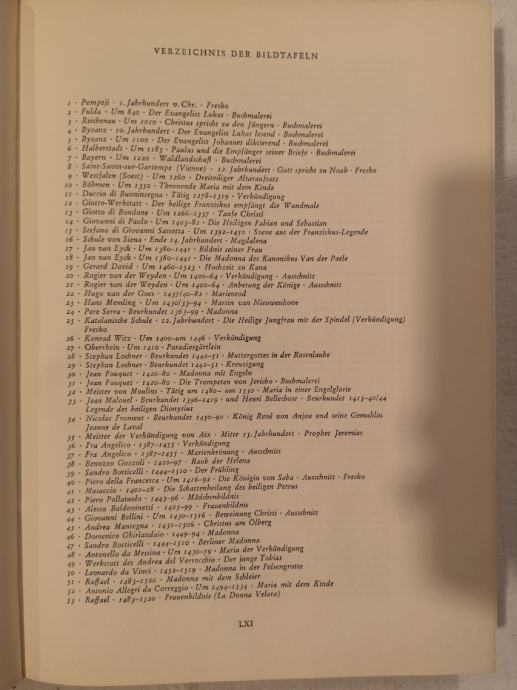 VERZEICHNIS DER BILDTAFELN
1 · Pompeji · 1. Jahrhundert v. Chr. · Fresko
2 · Fulda · Um 840 · Der Evangelist Lukas · Buchmalerei
3 · Reichenau · Um 1010 · Christus spricht zu den Jüngern · Buchmalerei
4 · Byzanz · 10. Jahrhundert · Der Evangelist Lukas lesend · Buchmalerei
5 · Byzanz · Um 1100 · Der Evangelist Johannes diktierend · Buchmalerei
6 · Halberstadt · Um 1185 · Paulus und die Empfänger seiner Briefe · Buchmalerei
7 · Bayern · Um 1220 · Waldlandschaft · Buchmalerei
8 · Saint-Savin-sur-Gartempe (Vienne) · 12. Jahrhundert · Gott spricht zu Noah · Fresko
9 · Westfalen (Soest) · Um 1260 · Dreiteiliger Altaraufsatz
10 · Böhmen · Um 1350 · Thronende Maria mit dem Kinde
11 · Duccio di Buoninsegna · Tätig 1278–1319 · Verkündigung
12 · Giotto-Werkstatt · Der heilige Franziskus empfängt die Wundmale
13 · Giotto di Bondone · Um 1266–1337 · Taufe Christi
14 · Giovanni di Paolo · Um 1403–82 · Die Heiligen Fabian und Sebastian
15 · Stefano di Giovanni Sassetta · Um 1392–1450 · Szene aus der Franziskus-Legende
16 · Schule von Siena · Ende 14. Jahrhundert · Magdalena
17 · Jan van Eyck · Um 1380–1441 · Bildnis seiner Frau
18 · Jan van Eyck · Um 1380–1441 · Die Madonna des Kanonikus Van der Paele
19 · Gerard David · Um 1460–1523 · Hochzeit zu Kana
20 · Rogier van der Weyden · Um 1400–64 · Verkündigung · Ausschnitt
21 · Rogier van der Weyden · Um 1400–64 · Anbetung der Könige · Ausschnitt
22 · Hugo van der Goes · 1437/40–82 · Marientod
23 · Hans Memling · Um 1430/33–94 · Martin van Nieuwenhove
24 · Pere Serra · Beurkundet 1363–99 · Madonna
25 · Katalanische Schule · 12. Jahrhundert · Die Heilige Jungfrau mit der Spindel (Verkündigung)
Fresko
26 · Konrad Witz · Um 1400–um 1446 · Verkündigung
27 · Oberrhein · Um 1410 · Paradiesgärtlein
28 · Stephan Lochner · Beurkundet 1442–51 · Muttergottes in der Rosenlaube
29 · Stephan Lochner · Beurkundet 1442–51 · Kreuzigung
30 · Jean Fouquet · 1420–80 · Madonna mit Engeln
31 · Jean Fouquet · 1420–80 · Die Trompeten von Jericho · Buchmalerei
32 · Meister von Moulins · Tätig um 1480– um 1530 · Maria in einer Engelglorie
33 · Jean Malouel · Beurkundet 1396–1419 · und Henri Bellechose · Beurkundet 1415–40/44
Legende des heiligen Dionysius
34 · Nicolas Froment · Beurkundet 1450–90 · König René von Anjou und seine Gemahlin
Jeanne de Laval
35 · Meister der Verkündigung von Aix · Mitte 15. Jahrhundert · Prophet Jeremias
36 · Fra Angelico · 1387–1455 · Verkündigung
37 · Fra Angelico · 1387–1455 · Marienkrönung · Ausschnitt
38 · Benozzo Gozzoli · 1420–97 · Raub der Helena
39 · Sandro Botticelli · 1444–1510 · Der Frühling
40 · Piero della Francesca · Um 1416–92 · Die Königin von Saba · Ausschnitt · Fresko
41 · Masaccio · 1401–28 · Die Schattenheilung des heiligen Petrus
42 · Piero Pollaiuolo · 1443–96 · Mädchenbildnis
43 · Alesso Baldovinetti · 1425–99 · Frauenbildnis
44 · Giovanni Bellini · Um 1430–1516 · Beweinung Christi · Ausschnitt
45 · Andrea Mantegna · 1431–1506 · Christus am Ölberg
46 · Domenico Ghirlandaio · 1449–94 · Madonna
47 · Sandro Botticelli · 1444–1510 · Berliner Madonna
48 · Antonello da Messina · Um 1430–79 · Maria der Verkündigung
49 · Werkstatt des Andrea del Verrocchio · Der junge Tobias
50 · Leonardo da Vinci · 1452–1519 · Madonna in der Felsengrotte
51 · Raffael · 1483–1520 · Madonna mit dem Schleier
52 · Antonio Allegri da Correggio · Um 1494–1534 · Maria mit dem Kinde
53 · Raffael · 1483–1520 · Frauenbildnis (La Donna Velata)
LXI